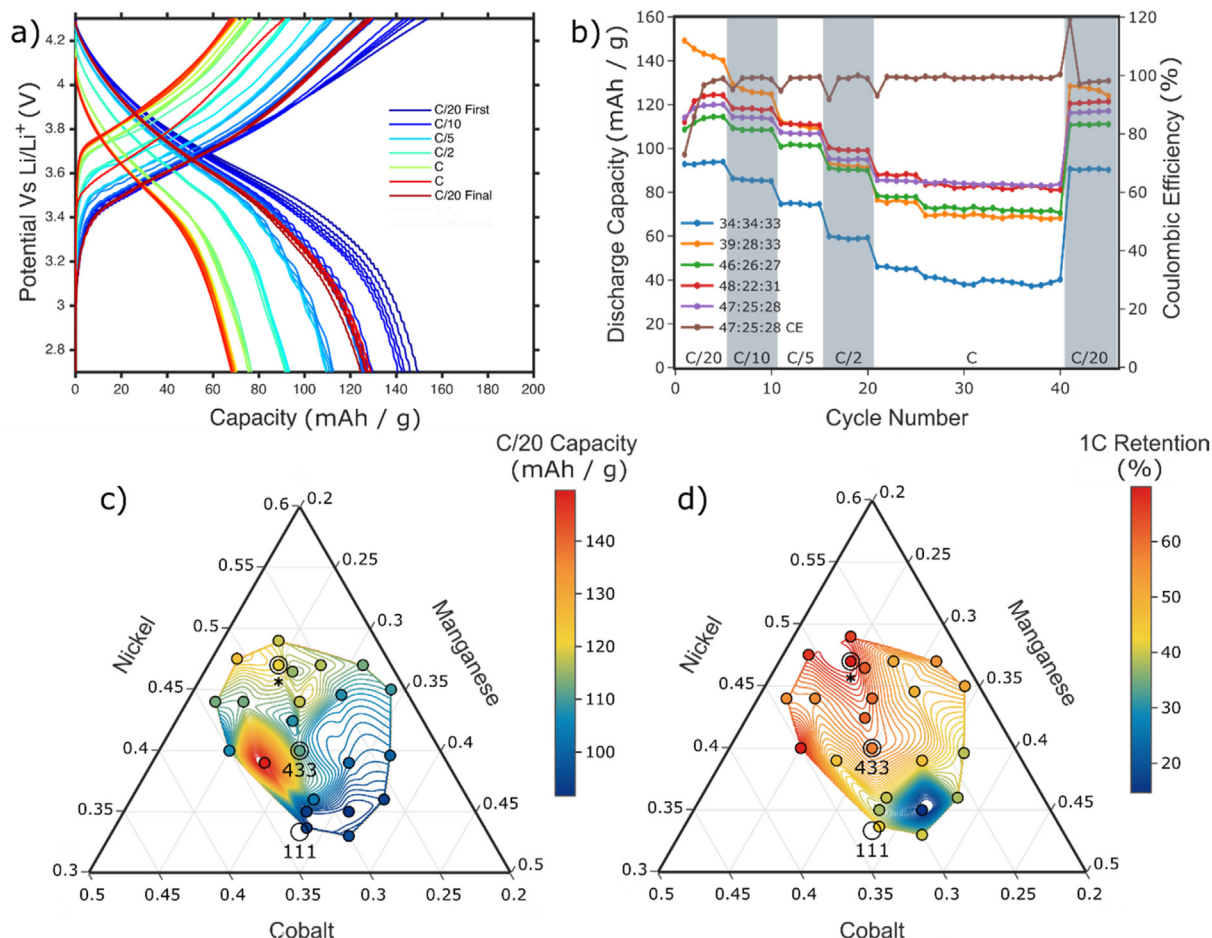 a)
Potential Vs Li/Li⁺ (V)
4.2
4
3.8
3.6
3.4
3.2
3
2.8
C/20 First
C/10
C/5
C/2
C
C
C/20 Final
C/20 Final
0 20 40 60 80 100 120 140 160 180 200
Capacity (mAh / g)
b)
Discharge Capacity (mAh / g)
160
140
120
100
80
60
40
20
0
34:34:33
39:28:33
46:26:27
48:22:31
47:25:28
47:25:28 CE
C/20 C/10 C/5 C/2 C C/20
0 10 20 30 40
Cycle Number
120
100
80
60
40
20
0
Coulombic Efficiency (%)
c)
C/20 Capacity
(mAh / g)
140
130
120
110
100
Nickel
Manganese
Cobalt
0.6
0.55
0.5
0.45
0.4
0.35
0.3
0.2
0.25
0.3
0.35
0.4
0.45
0.5
0.5 0.45 0.4 0.35 0.3 0.25 0.2
*
433
111
d)
1C Retention
(%)
60
50
40
30
20
Nickel
Manganese
Cobalt
0.6
0.55
0.5
0.45
0.4
0.35
0.3
0.2
0.25
0.3
0.35
0.4
0.45
0.5
0.5 0.45 0.4 0.35 0.3 0.25 0.2
*
433
111